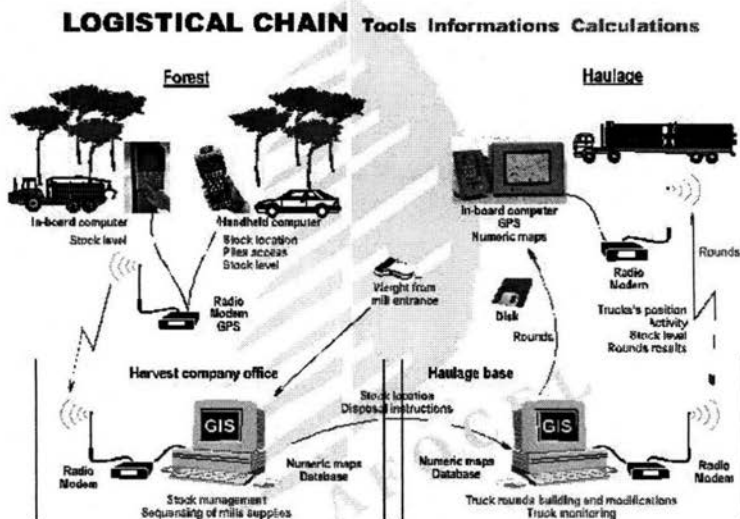 LOGISTICAL CHAIN Tools Informations Calculations
Forest
In-board computer
Stock level
Handheld computer
Stock location
Piles access
Stock level
Radio
Modem
GPS
Weight from
mill entrance
Haulage
In-board computer
GPS
Numeric maps
Radio
Modem
Rounds
Disk
Rounds
Trucks's position
Activity
Stock level
Rounds results
Harvest company office
GIS
Radio
Modem
Numeric maps
Database
Stock management
Sequencing of mills supplies
Stock location
Disposal instructions
Haulage base
GIS
Numeric maps
Database
Radio
Modem
Truck rounds building and modifications
Truck monitoring
AFOCEL